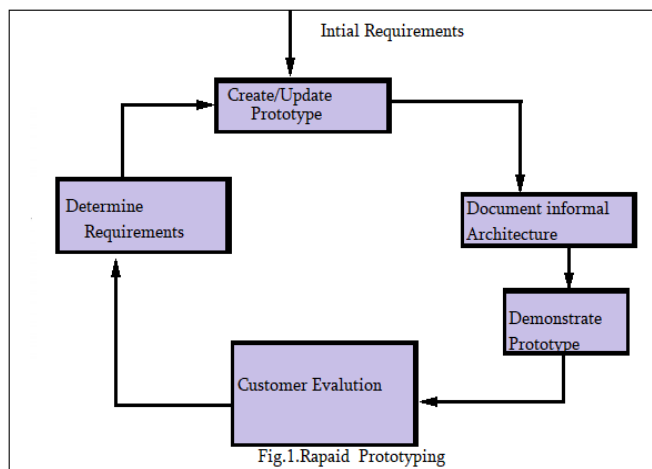 Intial Requirements
Create/Update
Prototype
Determine
Requirements
Document informal
Architecture
Demonstrate
Prototype
Customer Evalution
Fig.1.Rapaid Prototyping